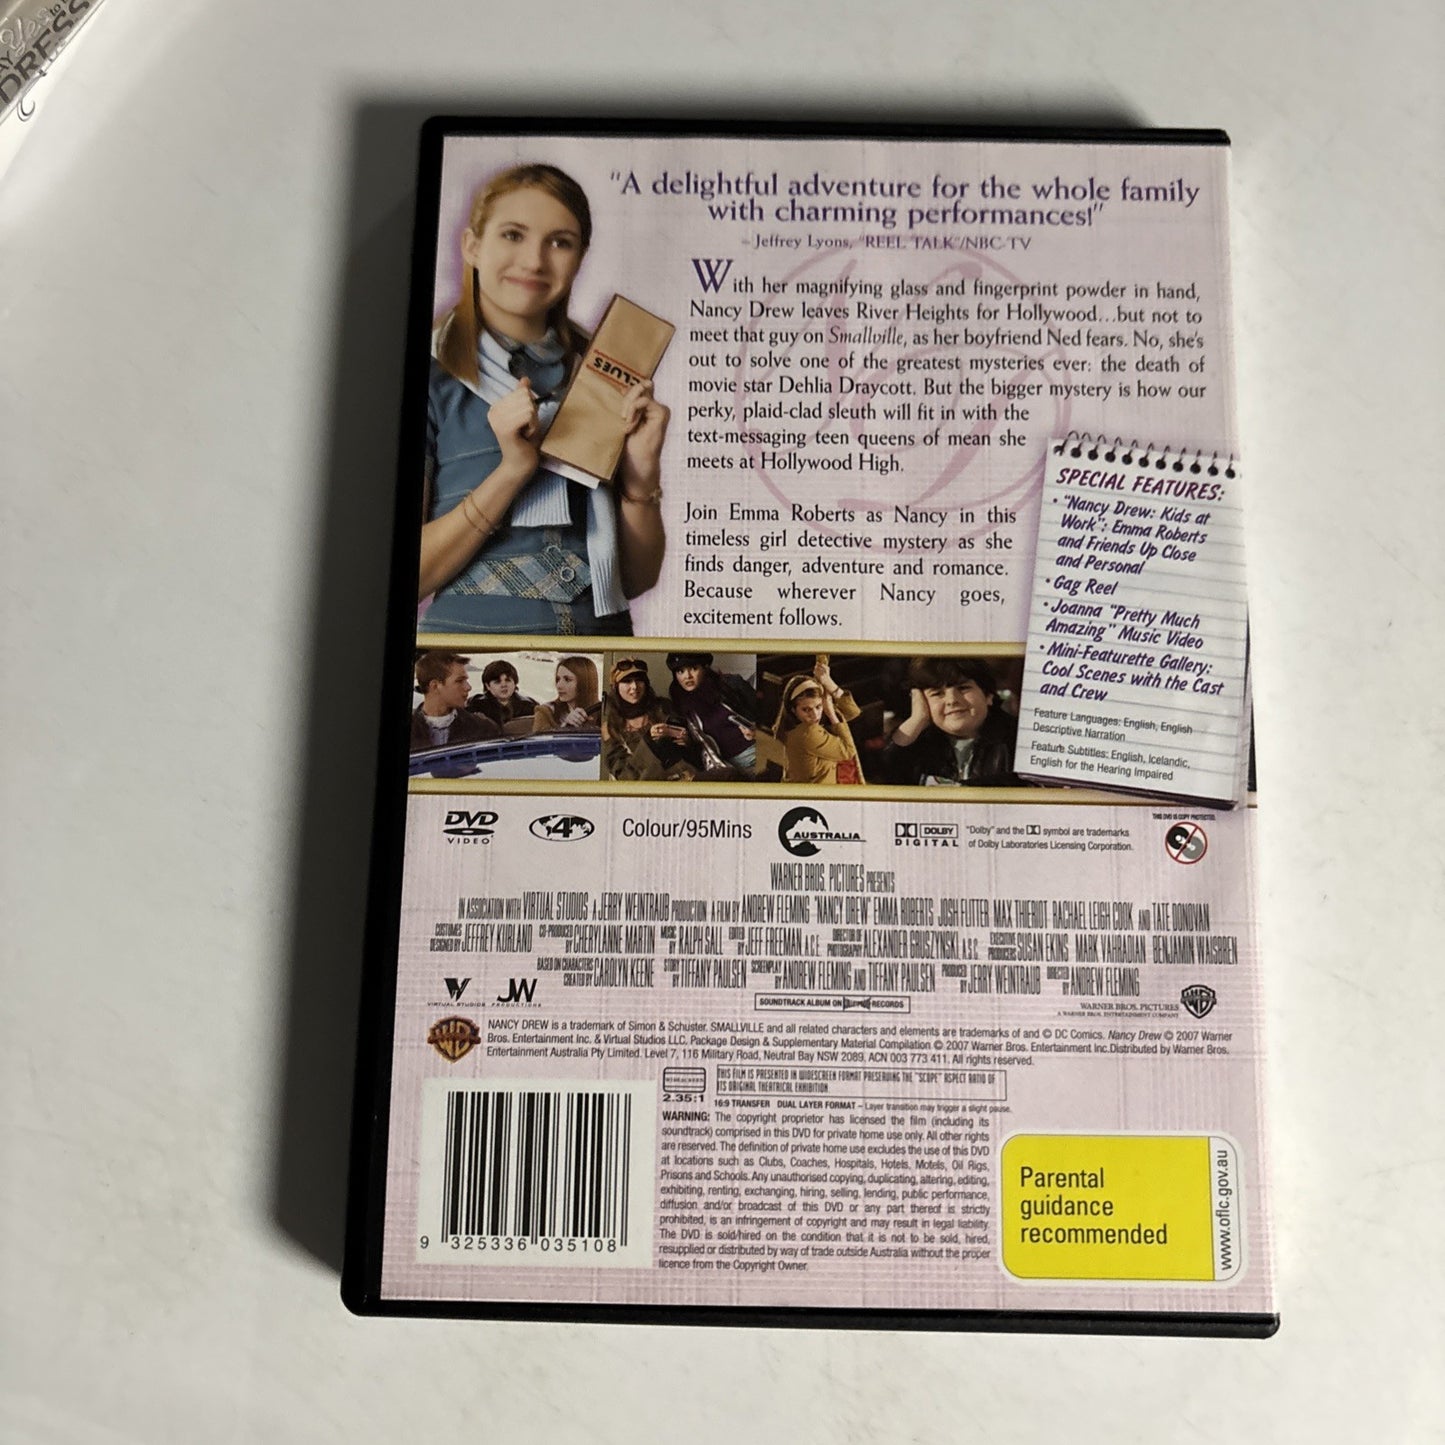 Yes to
DRESS
"A delightful adventure for the whole family
with charming performances!"
– Jeffrey Lyons, "REEL TALK"/NBC-TV
With her magnifying glass and fingerprint powder in hand,
Nancy Drew leaves River Heights for Hollywood...but not to
meet that guy on Smallville, as her boyfriend Ned fears. No, she's
out to solve one of the greatest mysteries ever: the death of
movie star Dehlia Draycott. But the bigger mystery is how our
perky, plaid-clad sleuth will fit in with the
text-messaging teen queens of mean she
meets at Hollywood High.
Join Emma Roberts as Nancy in this
timeless girl detective mystery as she
finds danger, adventure and romance.
Because wherever Nancy goes,
excitement follows.
CLUES
SPECIAL FEATURES:
• "Nancy Drew: Kids at
Work": Emma Roberts
and Friends Up Close
and Personal
• Gag Reel
• Joanna "Pretty Much
Amazing" Music Video
• Mini-Featurette Gallery:
Cool Scenes with the Cast
and Crew
Feature Languages: English, English
Descriptive Narration
Feature Subtitles: English, Icelandic,
English for the Hearing Impaired
DVD
VIDEO
4
Colour/95Mins
AUSTRALIA
DOLBY
DIGITAL
"Dolby" and the DD symbol are trademarks
of Dolby Laboratories Licensing Corporation.
THIS DVD IS COPY PROTECTED.
WARNER BROS. PICTURES PRESENTS
IN ASSOCIATION WITH VIRTUAL STUDIOS A JERRY WEINTRAUB PRODUCTION A FILM BY ANDREW FLEMING "NANCY DREW" EMMA ROBERTS JOSH FLITTER MAX THIERIOT RACHAEL LEIGH COOK AND TATE DONOVAN
COSTUMES DESIGNED BY JEFFREY KURLAND CO-PRODUCED BY CHERYLANNE MARTIN MUSIC BY RALPH SALL EDITED BY JEFF FREEMAN A.C.E. DIRECTOR OF PHOTOGRAPHY ALEXANDER GRUSZYNSKI A.S.C. EXECUTIVE PRODUCERS SUSAN EKINS MARK VAHRADIAN BENJAMIN WAISBREN
BASED ON CHARACTERS CREATED BY CAROLYN KEENE STORY BY TIFFANY PAULSEN SCREENPLAY BY ANDREW FLEMING AND TIFFANY PAULSEN PRODUCED BY JERRY WEINTRAUB DIRECTED BY ANDREW FLEMING
VIRTUAL STUDIOS
JW
PRODUCTIONS
SOUNDTRACK ALBUM ON RECORDS
WARNER BROS. PICTURES
A WARNER BROS. ENTERTAINMENT COMPANY
NANCY DREW is a trademark of Simon & Schuster. SMALLVILLE and all related characters and elements are trademarks of and © DC Comics. Nancy Drew © 2007 Warner
Bros. Entertainment Inc. & Virtual Studios LLC. Package Design & Supplementary Material Compilation © 2007 Warner Bros. Entertainment Inc. Distributed by Warner Bros.
Entertainment Australia Pty Limited. Level 7, 116 Military Road, Neutral Bay NSW 2089. ACN 003 773 411. All rights reserved.
WIDESCREEN
2.35:1
THIS FILM IS PRESENTED IN WIDESCREEN FORMAT PRESERVING THE "SCOPE" ASPECT RATIO OF
ITS ORIGINAL THEATRICAL EXHIBITION
16:9 TRANSFER DUAL LAYER FORMAT – Layer transition may trigger a slight pause.
WARNING: The copyright proprietor has licensed the film (including its
soundtrack) comprised in this DVD for private home use only. All other rights
are reserved. The definition of private home use excludes the use of this DVD
at locations such as Clubs, Coaches, Hospitals, Hotels, Motels, Oil Rigs,
Prisons and Schools. Any unauthorised copying, duplicating, altering, editing,
exhibiting, renting, exchanging, hiring, selling, lending, public performance,
diffusion and/or broadcast of this DVD or any part thereof is strictly
prohibited, is an infringement of copyright and may result in legal liability.
The DVD is sold/hired on the condition that it is not to be sold, hired,
resupplied or distributed by way of trade outside Australia without the proper
licence from the Copyright Owner.
9 325336 035108
Parental
guidance
recommended
www.oflc.gov.au